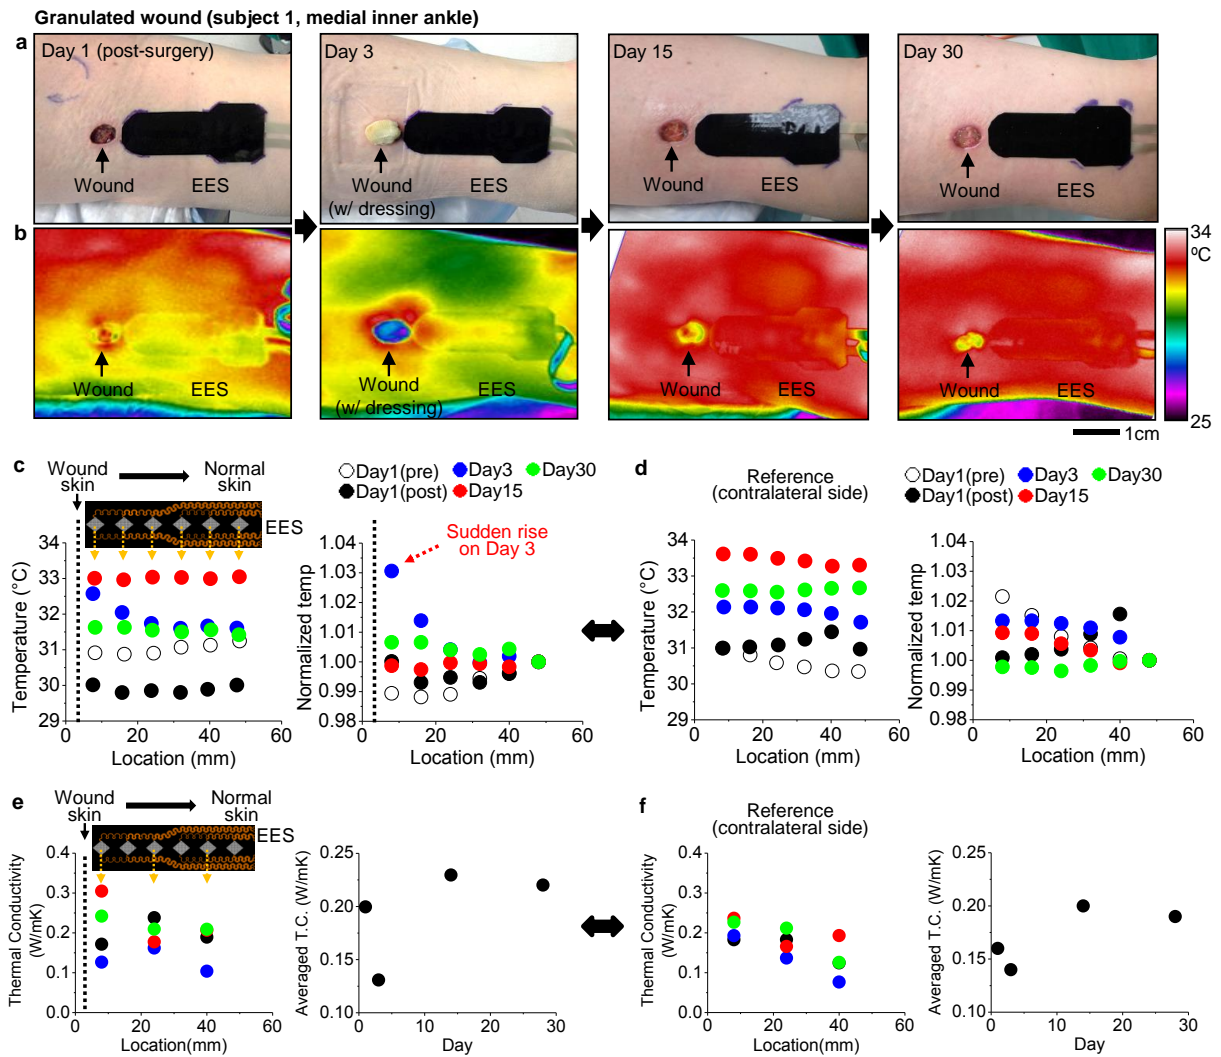 Granulated wound (subject 1, medial inner ankle)
a
Day 1 (post-surgery)
Day 3
Day 15
Day 30
Wound
EES
Wound
(w/ dressing)
EES
Wound
EES
Wound
EES
b
Wound
EES
Wound
(w/ dressing)
EES
Wound
EES
Wound
EES
34
ºC
25
1cm
c
Wound
skin
Normal
skin
EES
34
33
32
31
30
29
Temperature (°C)
0
20
40
60
Location (mm)
Day1(pre)
Day3
Day30
Day1(post)
Day15
Sudden rise
on Day 3
1.04
1.03
1.02
1.01
1.00
0.99
0.98
Normalized temp
0
20
40
60
Location (mm)
d
Reference
(contralateral side)
34
33
32
31
30
29
Temperature (°C)
0
20
40
60
Location (mm)
Day1(pre)
Day3
Day30
Day1(post)
Day15
1.04
1.02
1.00
0.98
Normalized temp
0
20
40
60
Location (mm)
e
Wound
skin
Normal
skin
EES
0.4
0.3
0.2
0.1
0.0
Thermal Conductivity
(W/mK)
0
20
40
60
Location(mm)
0.25
0.20
0.15
0.10
Averaged T.C. (W/mK)
0
10
20
30
Day
f
Reference
(contralateral side)
0.4
0.3
0.2
0.1
0.0
Thermal Conductivity
(W/mK)
0
20
40
60
Location (mm)
0.25
0.20
0.15
0.10
Averaged T.C. (W/mK)
0
10
20
30
Day